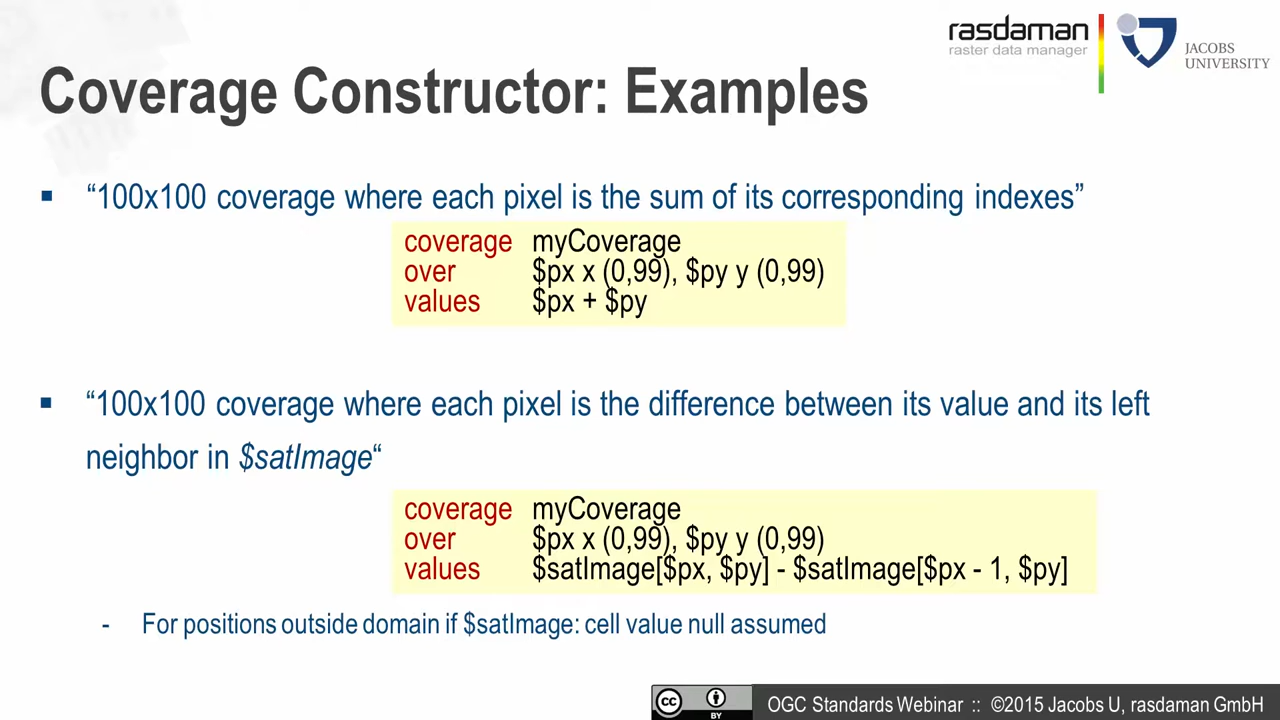 rasdaman
raster data manager
JACOBS
UNIVERSITY
Coverage Constructor: Examples
▪ “100x100 coverage where each pixel is the sum of its corresponding indexes”
coverage myCoverage
over $px x (0,99), $py y (0,99)
values $px + $py
▪ “100x100 coverage where each pixel is the difference between its value and its left
neighbor in $satImage“
coverage myCoverage
over $px x (0,99), $py y (0,99)
values $satImage[$px, $py] - $satImage[$px - 1, $py]
- For positions outside domain if $satImage: cell value null assumed
cc BY OGC Standards Webinar :: ©2015 Jacobs U, rasdaman GmbH